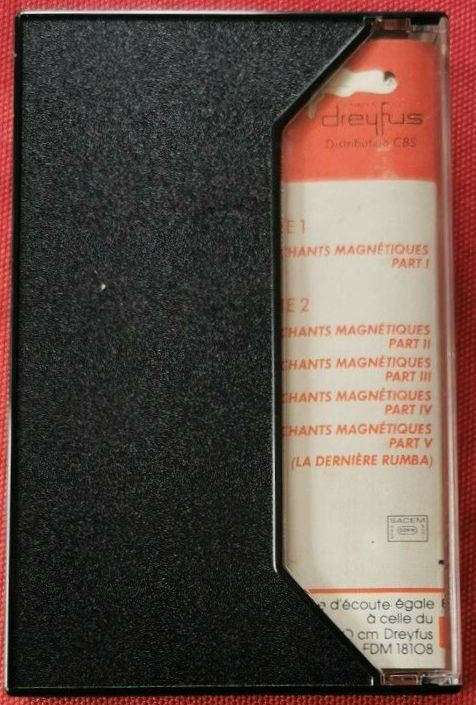 dreyfus
Distribution CBS
E 1
CHANTS MAGNÉTIQUES
PART I
E 2
CHANTS MAGNÉTIQUES
PART II
CHANTS MAGNÉTIQUES
PART III
CHANTS MAGNÉTIQUES
PART IV
CHANTS MAGNÉTIQUES
PART V
(LA DERNIÈRE RUMBA)
SACEM
d'écoute égale
à celle du
0 cm Dreyfus
FDM 18108